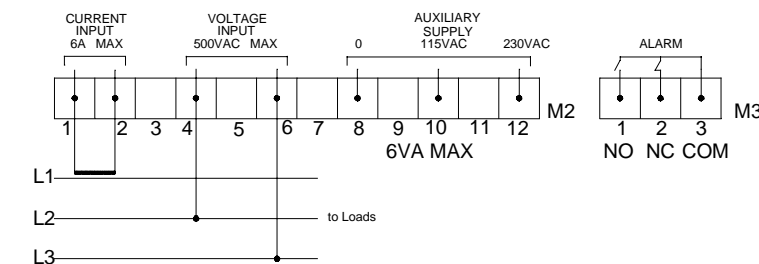 CURRENT
INPUT
6A MAX
VOLTAGE
INPUT
500VAC MAX
AUXILIARY
SUPPLY
0 115VAC 230VAC
ALARM
1 2 3 4 5 6 7 8 9 10 11 12 M2
6VA MAX
1 2 3 M3
NO NC COM
L1
L2 to Loads
L3